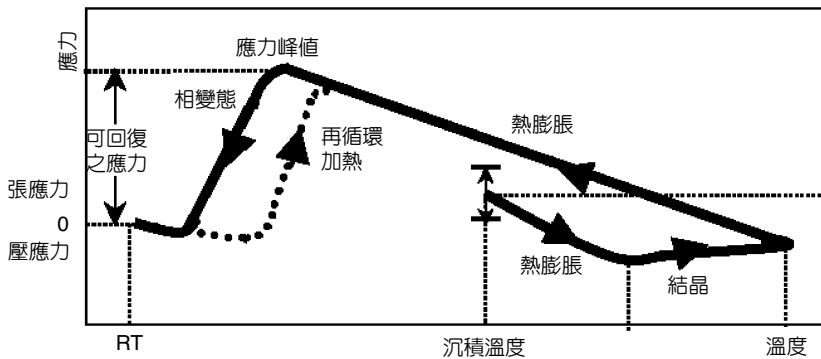 應力
應力峰值
相變態
可回復
之應力
再循環
加熱
熱膨脹
張應力
0
壓應力
熱膨脹
結晶
RT
沉積溫度
溫度